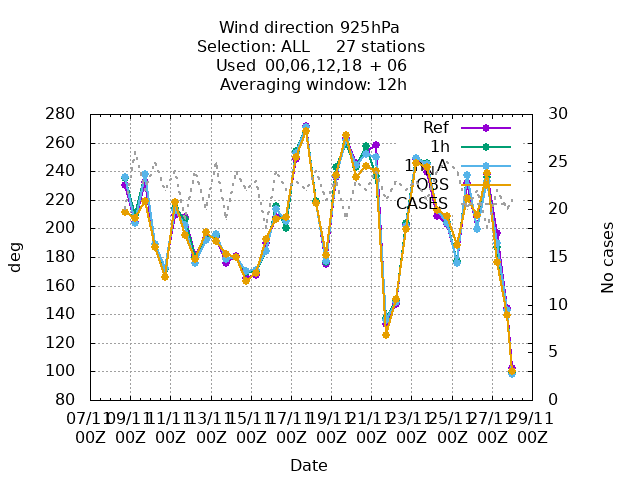 Wind direction 925hPa
Selection: ALL 27 stations
Used 00,06,12,18 + 06
Averaging window: 12h
280 30
260
240 25
220 20
200
180 15
160
140 10
120
100 5
80 0
deg
No cases
Ref
1h
OBS
CASES
07/11 09/11 11/11 13/11 15/11 17/11 19/11 21/11 23/11 25/11 27/11 29/11
00Z 00Z 00Z 00Z 00Z 00Z 00Z 00Z 00Z 00Z 00Z 00Z
Date